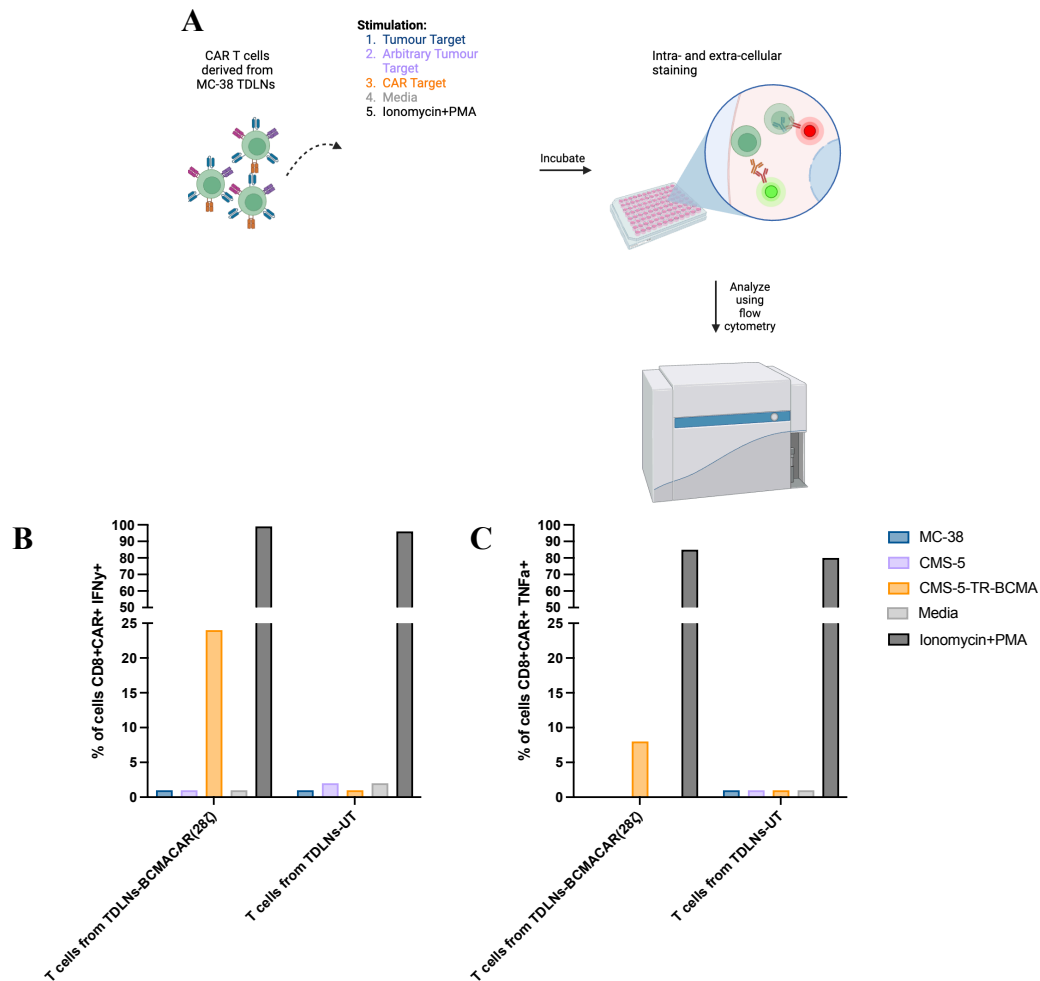 A
CAR T cells
derived from
MC-38 TDLNs
Stimulation:
1. Tumour Target
2. Arbitrary Tumour
Target
3. CAR Target
4. Media
5. Ionomycin+PMA
Incubate
Intra- and extra-cellular
staining
Analyze
using
flow
cytometry
B
% of cells CD8+CAR+ IFNγ+
100
90
80
70
60
50
25
20
15
10
5
0
T cells from TDLNs-BCMACAR(28ζ)
T cells from TDLNs-UT
C
% of cells CD8+CAR+ TNFa+
100
90
80
70
60
50
25
20
15
10
5
0
T cells from TDLNs-BCMACAR(28ζ)
T cells from TDLNs-UT
MC-38
CMS-5
CMS-5-TR-BCMA
Media
Ionomycin+PMA